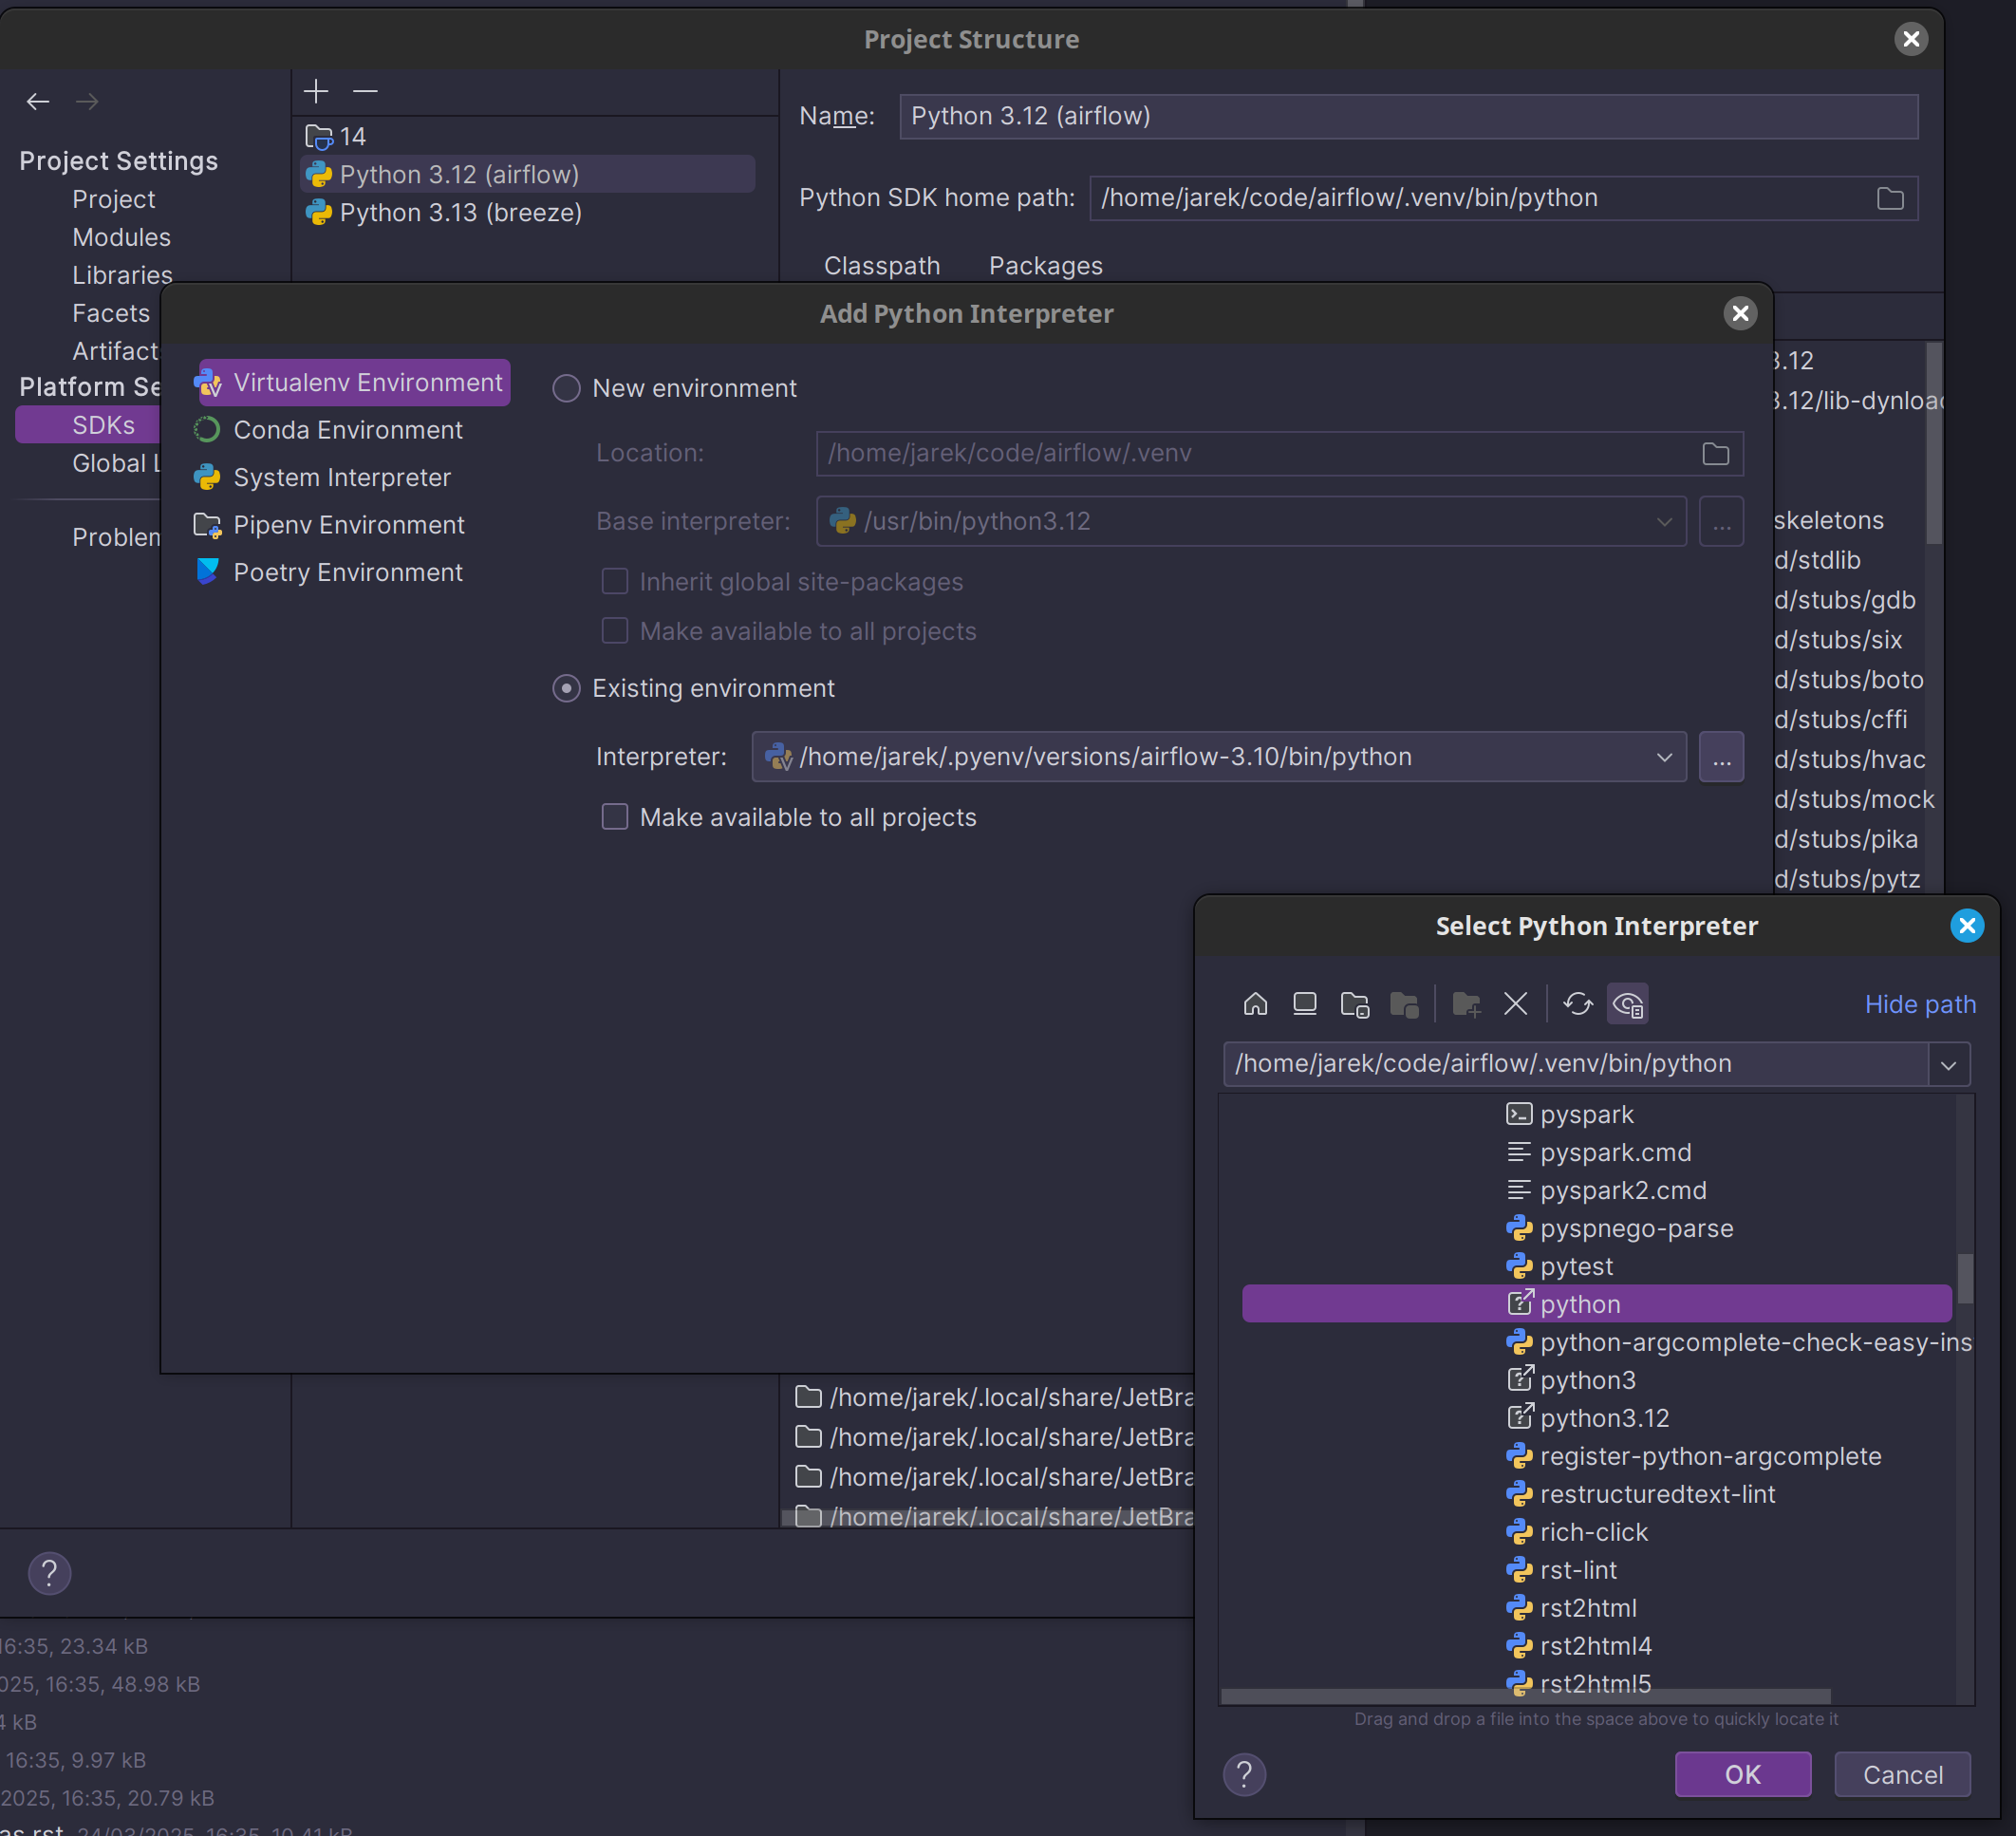 Project Structure
Project Settings
Project
Modules
Libraries
Facets
Artifact
Platform Se
SDKs
Global L
Problem
14
Python 3.12 (airflow)
Python 3.13 (breeze)
Name: Python 3.12 (airflow)
Python SDK home path: /home/jarek/code/airflow/.venv/bin/python
Classpath Packages
3.12
3.12/lib-dynload
skeletons
d/stdlib
d/stubs/gdb
d/stubs/six
d/stubs/boto
d/stubs/cffi
d/stubs/hvac
d/stubs/mock
d/stubs/pika
d/stubs/pytz
Add Python Interpreter
Virtualenv Environment
Conda Environment
System Interpreter
Pipenv Environment
Poetry Environment
New environment
Location: /home/jarek/code/airflow/.venv
Base interpreter: /usr/bin/python3.12 ...
Inherit global site-packages
Make available to all projects
Existing environment
Interpreter: /home/jarek/.pyenv/versions/airflow-3.10/bin/python ...
Make available to all projects
Select Python Interpreter
Hide path
/home/jarek/code/airflow/.venv/bin/python
pyspark
pyspark.cmd
pyspark2.cmd
pyspnego-parse
pytest
python
python-argcomplete-check-easy-ins
python3
python3.12
register-python-argcomplete
restructuredtext-lint
rich-click
rst-lint
rst2html
rst2html4
rst2html5
Drag and drop a file into the space above to quickly locate it
? OK Cancel
/home/jarek/.local/share/JetBra
/home/jarek/.local/share/JetBra
/home/jarek/.local/share/JetBra
/home/jarek/.local/share/JetBra
?
16:35, 23.34 kB
025, 16:35, 48.98 kB
4 kB
16:35, 9.97 kB
2025, 16:35, 20.79 kB
as.rst 24/03/2025, 16:35, 10.41 kB